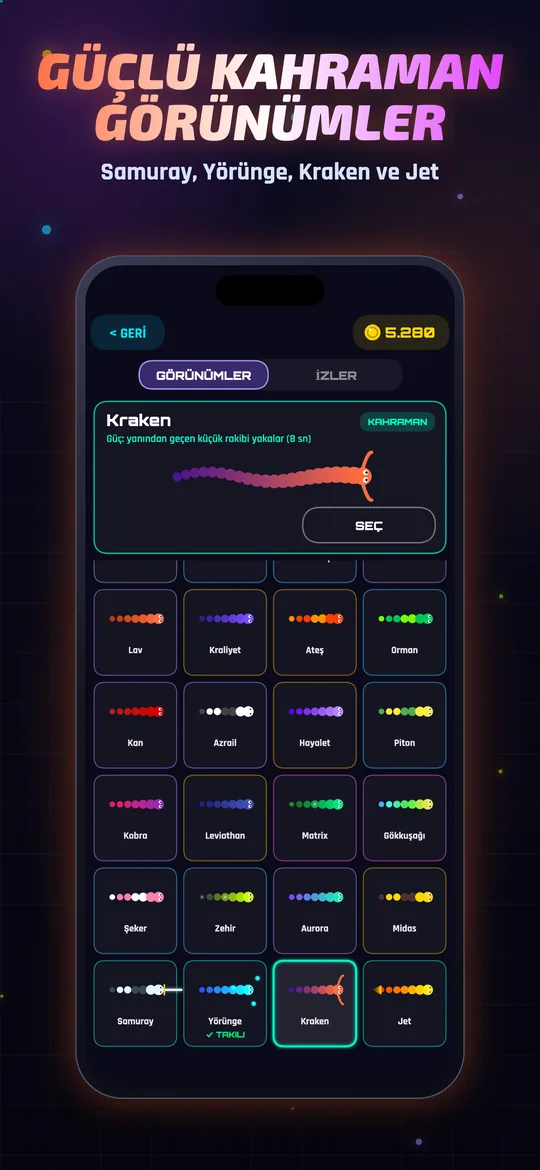 GÜÇLÜ KAHRAMAN
GÖRÜNÜMLER
Samuray, Yörünge, Kraken ve Jet
< GERİ
5.280
GÖRÜNÜMLER
İZLER
Kraken
KAHRAMAN
Güç: yanından geçen küçük rakibi yakalar (8 sn)
SEÇ
Lav
Kraliyet
Ateş
Orman
Kan
Azrail
Hayalet
Piton
Kobra
Leviathan
Matrix
Gökkuşağı
Şeker
Zehir
Aurora
Midas
Samuray
Yörünge
✓ TAKILI
Kraken
Jet